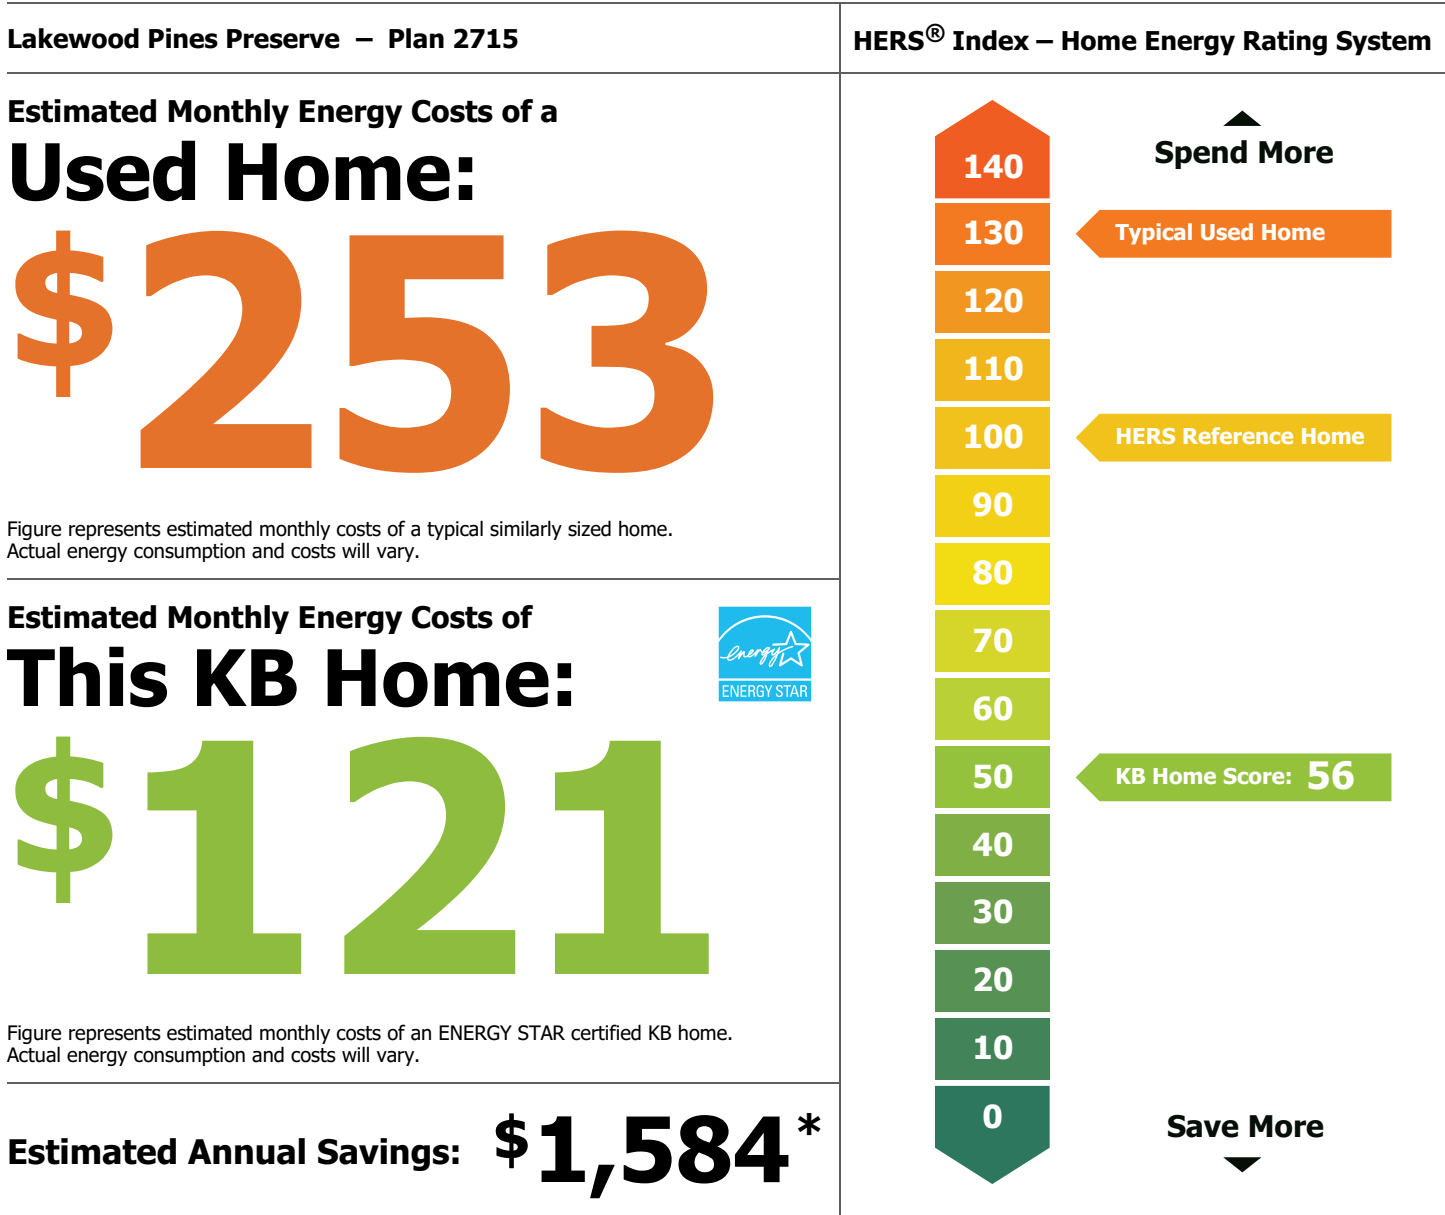 Lakewood Pines Preserve – Plan 2715
Estimated Monthly Energy Costs of a
Used Home:
$253
Figure represents estimated monthly costs of a typical similarly sized home.
Actual energy consumption and costs will vary.
Estimated Monthly Energy Costs of
This KB Home:
energy
ENERGY STAR
$121
Figure represents estimated monthly costs of an ENERGY STAR certified KB home.
Actual energy consumption and costs will vary.
Estimated Annual Savings: $1,584*
HERS® Index – Home Energy Rating System
Spend More
140
130 Typical Used Home
120
110
100 HERS Reference Home
90
80
70
60
50 KB Home Score: 56
40
30
20
10
0
Save More